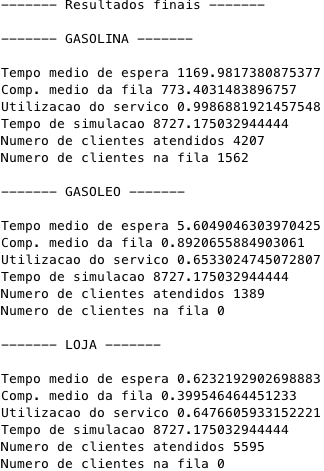 ------- Resultados finais -------
------- GASOLINA -------
Tempo medio de espera 1169.9817380875377
Comp. medio da fila 773.4031483896757
Utilizacao do servico 0.9986881921457548
Tempo de simulacao 8727.175032944444
Numero de clientes atendidos 4207
Numero de clientes na fila 1562
------- GASOLEO -------
Tempo medio de espera 5.6049046303970425
Comp. medio da fila 0.8920655884903061
Utilizacao do servico 0.6533024745072807
Tempo de simulacao 8727.175032944444
Numero de clientes atendidos 1389
Numero de clientes na fila 0
------- LOJA -------
Tempo medio de espera 0.6232192902698883
Comp. medio da fila 0.399546464451233
Utilizacao do servico 0.6476605933152221
Tempo de simulacao 8727.175032944444
Numero de clientes atendidos 5595
Numero de clientes na fila 0